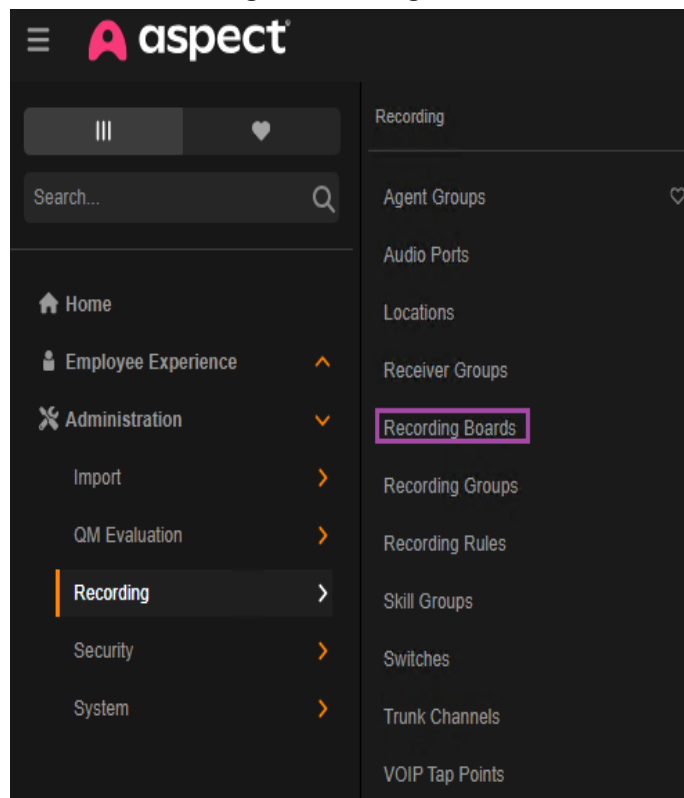 aspect
Search...
Home
Employee Experience
Administration
Import
QM Evaluation
Recording
Security
System
Recording
Agent Groups
Audio Ports
Locations
Receiver Groups
Recording Boards
Recording Groups
Recording Rules
Skill Groups
Switches
Trunk Channels
VOIP Tap Points